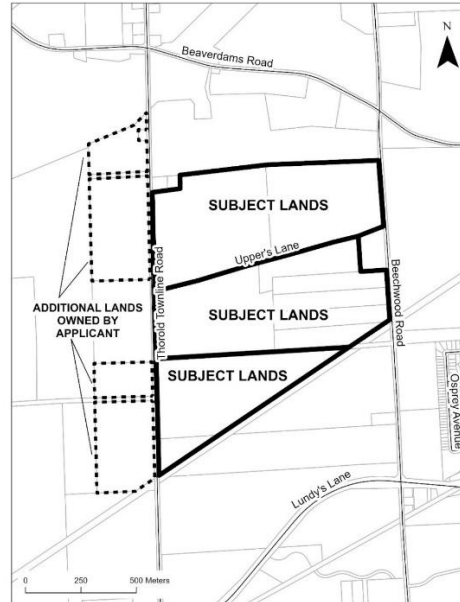 N
Beaverdams Road
SUBJECT LANDS
Upper's Lane
Thorold Townline Road
Beechwood Road
ADDITIONAL LANDS
OWNED BY
APPLICANT
SUBJECT LANDS
SUBJECT LANDS
Osprey Avenue
Lundy's Lane
0 250 500 Meters